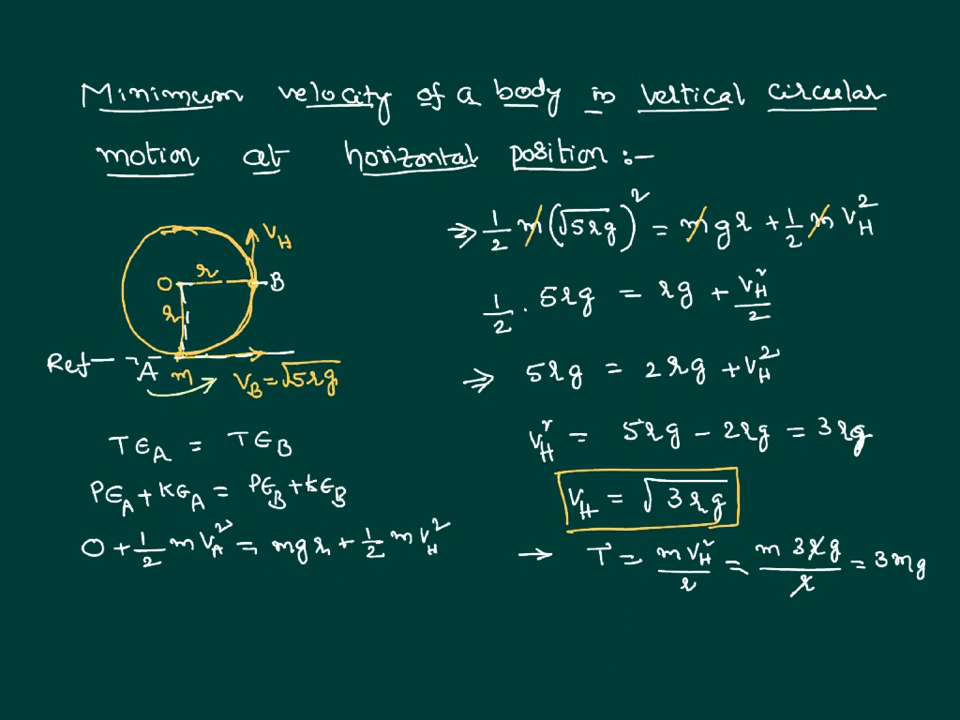 Minimum velocity of a body in vertical circular
motion at horizontal position :-
V_H
O r B
r
Ref A m V_B = √5rg
TE_A = TE_B
PE_A + KE_A = PE_B + KE_B
0 + 1/2 m V_A^2 = mgr + 1/2 m V_H^2
⇒ 1/2 m (√5rg)^2 = mgr + 1/2 m V_H^2
1/2 . 5rg = rg + V_H^2/2
⇒ 5rg = 2rg + V_H^2
V_H^2 = 5rg - 2rg = 3rg
V_H = √3rg
→ T = m V_H^2/r = m 3rg/r = 3mg